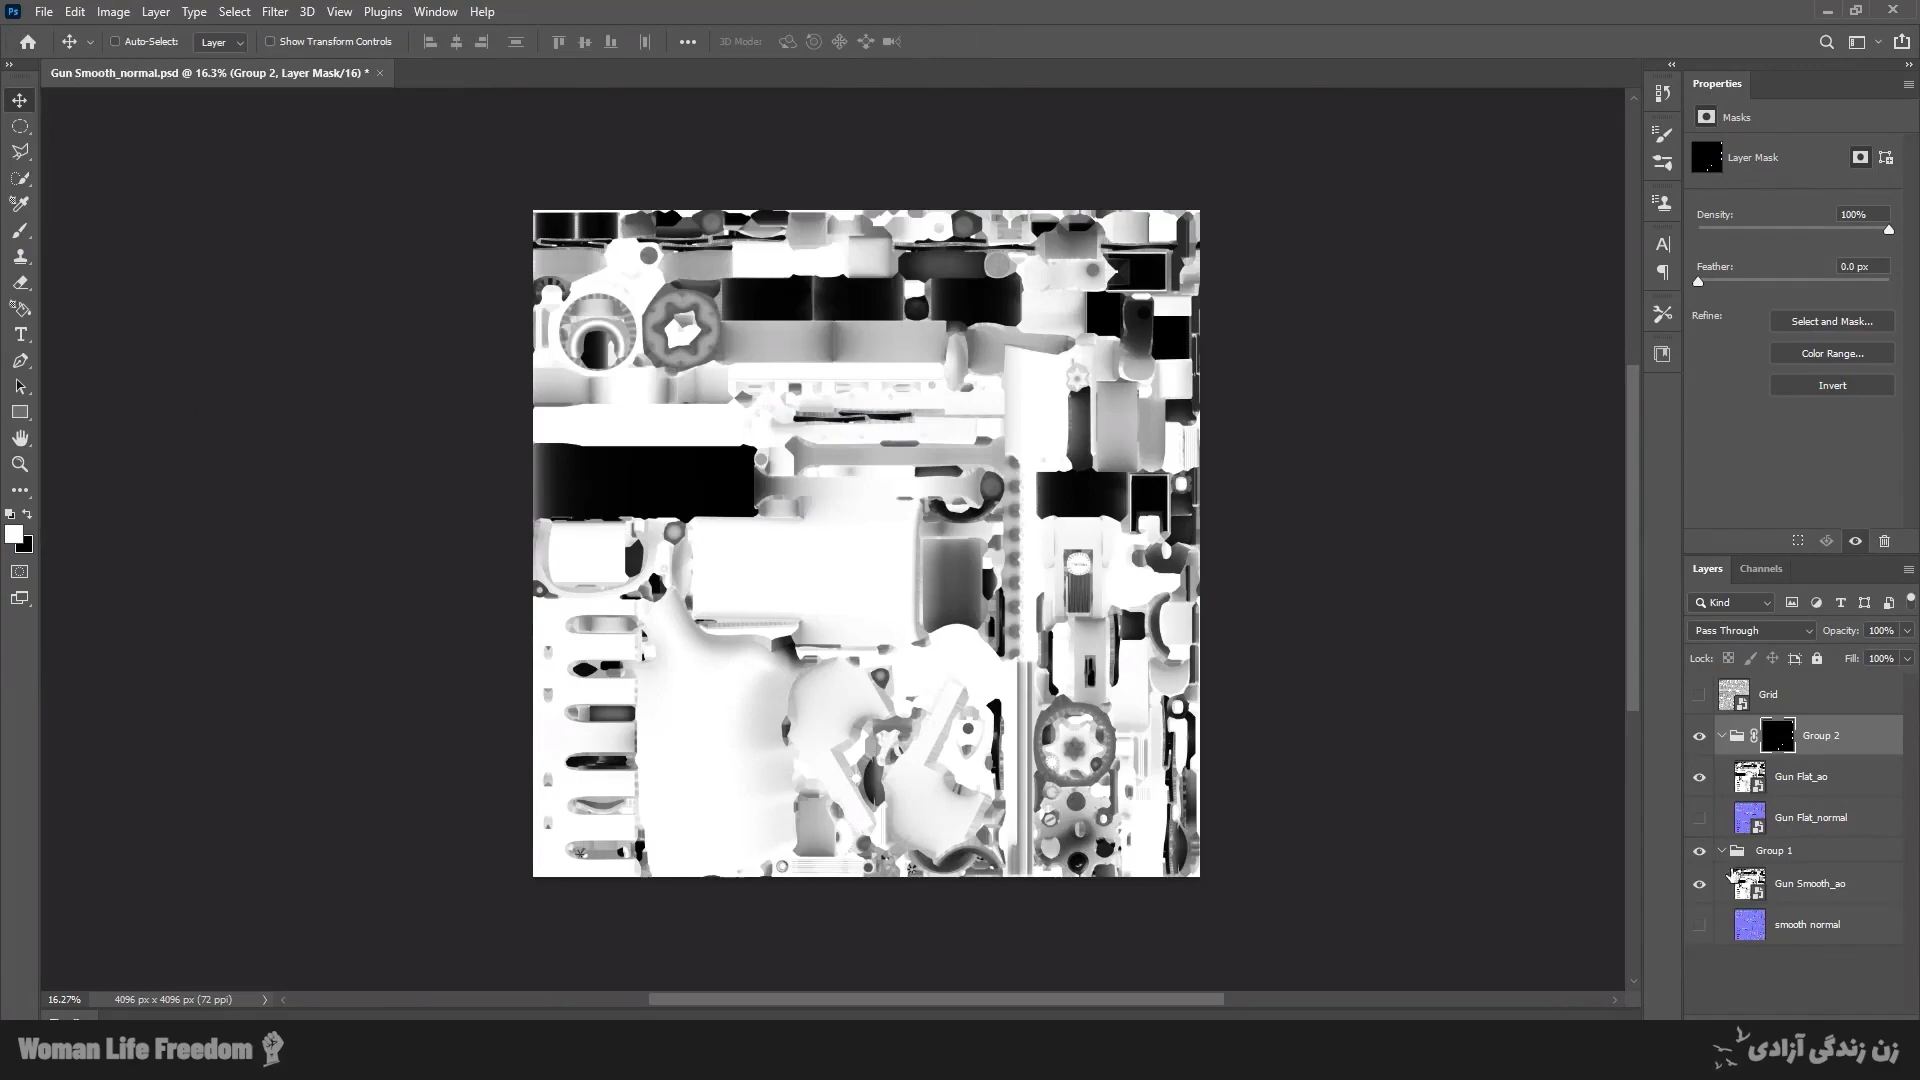 Ps File Edit Image Layer Type Select Filter 3D View Plugins Window Help
Auto-Select: Layer Show Transform Controls 3D Mode:
Gun Smooth_normal.psd @ 16.3% (Group 2, Layer Mask/16) *
Properties
Masks
Layer Mask
Density: 100%
Feather: 0.0 px
Refine: Select and Mask...
Color Range...
Invert
Layers Channels
Kind
Pass Through Opacity: 100%
Lock: Fill: 100%
Grid
Group 2
Gun Flat_ao
Gun Flat_normal
Group 1
Gun Smooth_ao
smooth normal
16.27% 4096 px x 4096 px (72 ppi)
Woman Life Freedom
زن زندگی آزادی